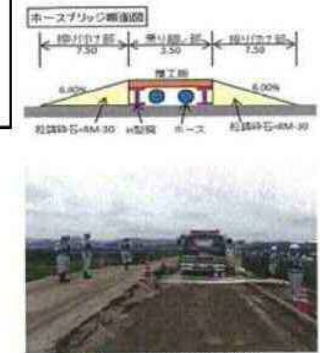 ホースブリッジ断面図
擦り付け部 乗り越し部 擦り付け部
7.50 3.50 7.50
覆工板
6.00% 6.00%
粒調砕石=RM-30 H型鋼 ホース 粒調砕石=RM-30